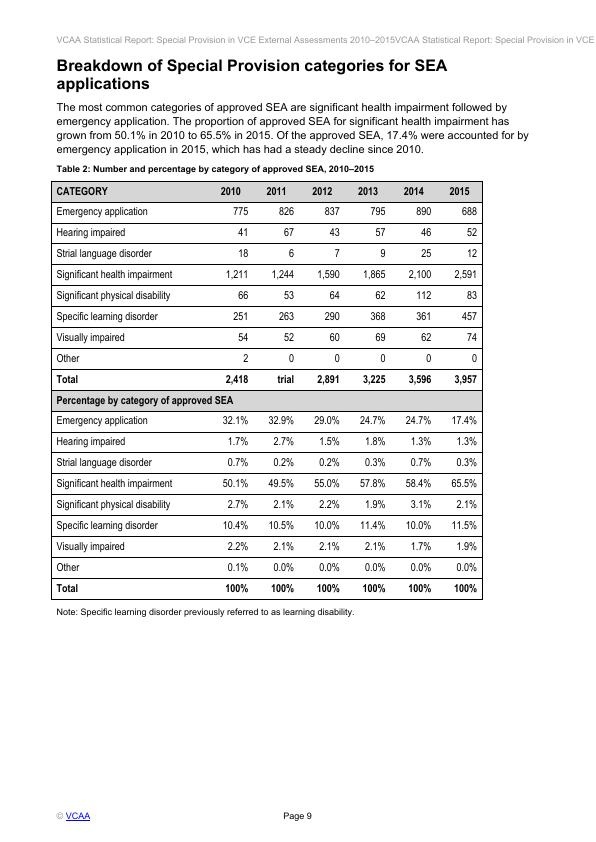 VCAA Statistical Report: Special Provision in VCE External Assessments 2010–2015VCAA Statistical Report: Special Provision in VCE
Breakdown of Special Provision categories for SEA
applications
The most common categories of approved SEA are significant health impairment followed by
emergency application. The proportion of approved SEA for significant health impairment has
grown from 50.1% in 2010 to 65.5% in 2015. Of the approved SEA, 17.4% were accounted for by
emergency application in 2015, which has had a steady decline since 2010.
Table 2: Number and percentage by category of approved SEA, 2010–2015
CATEGORY 2010 2011 2012 2013 2014 2015
Emergency application 775 826 837 795 890 688
Hearing impaired 41 67 43 57 46 52
Strial language disorder 18 6 7 9 25 12
Significant health impairment 1,211 1,244 1,590 1,865 2,100 2,591
Significant physical disability 66 53 64 62 112 83
Specific learning disorder 251 263 290 368 361 457
Visually impaired 54 52 60 69 62 74
Other 2 0 0 0 0 0
Total 2,418 trial 2,891 3,225 3,596 3,957
Percentage by category of approved SEA
Emergency application 32.1% 32.9% 29.0% 24.7% 24.7% 17.4%
Hearing impaired 1.7% 2.7% 1.5% 1.8% 1.3% 1.3%
Strial language disorder 0.7% 0.2% 0.2% 0.3% 0.7% 0.3%
Significant health impairment 50.1% 49.5% 55.0% 57.8% 58.4% 65.5%
Significant physical disability 2.7% 2.1% 2.2% 1.9% 3.1% 2.1%
Specific learning disorder 10.4% 10.5% 10.0% 11.4% 10.0% 11.5%
Visually impaired 2.2% 2.1% 2.1% 2.1% 1.7% 1.9%
Other 0.1% 0.0% 0.0% 0.0% 0.0% 0.0%
Total 100% 100% 100% 100% 100% 100%
Note: Specific learning disorder previously referred to as learning disability.
© VCAA Page 9